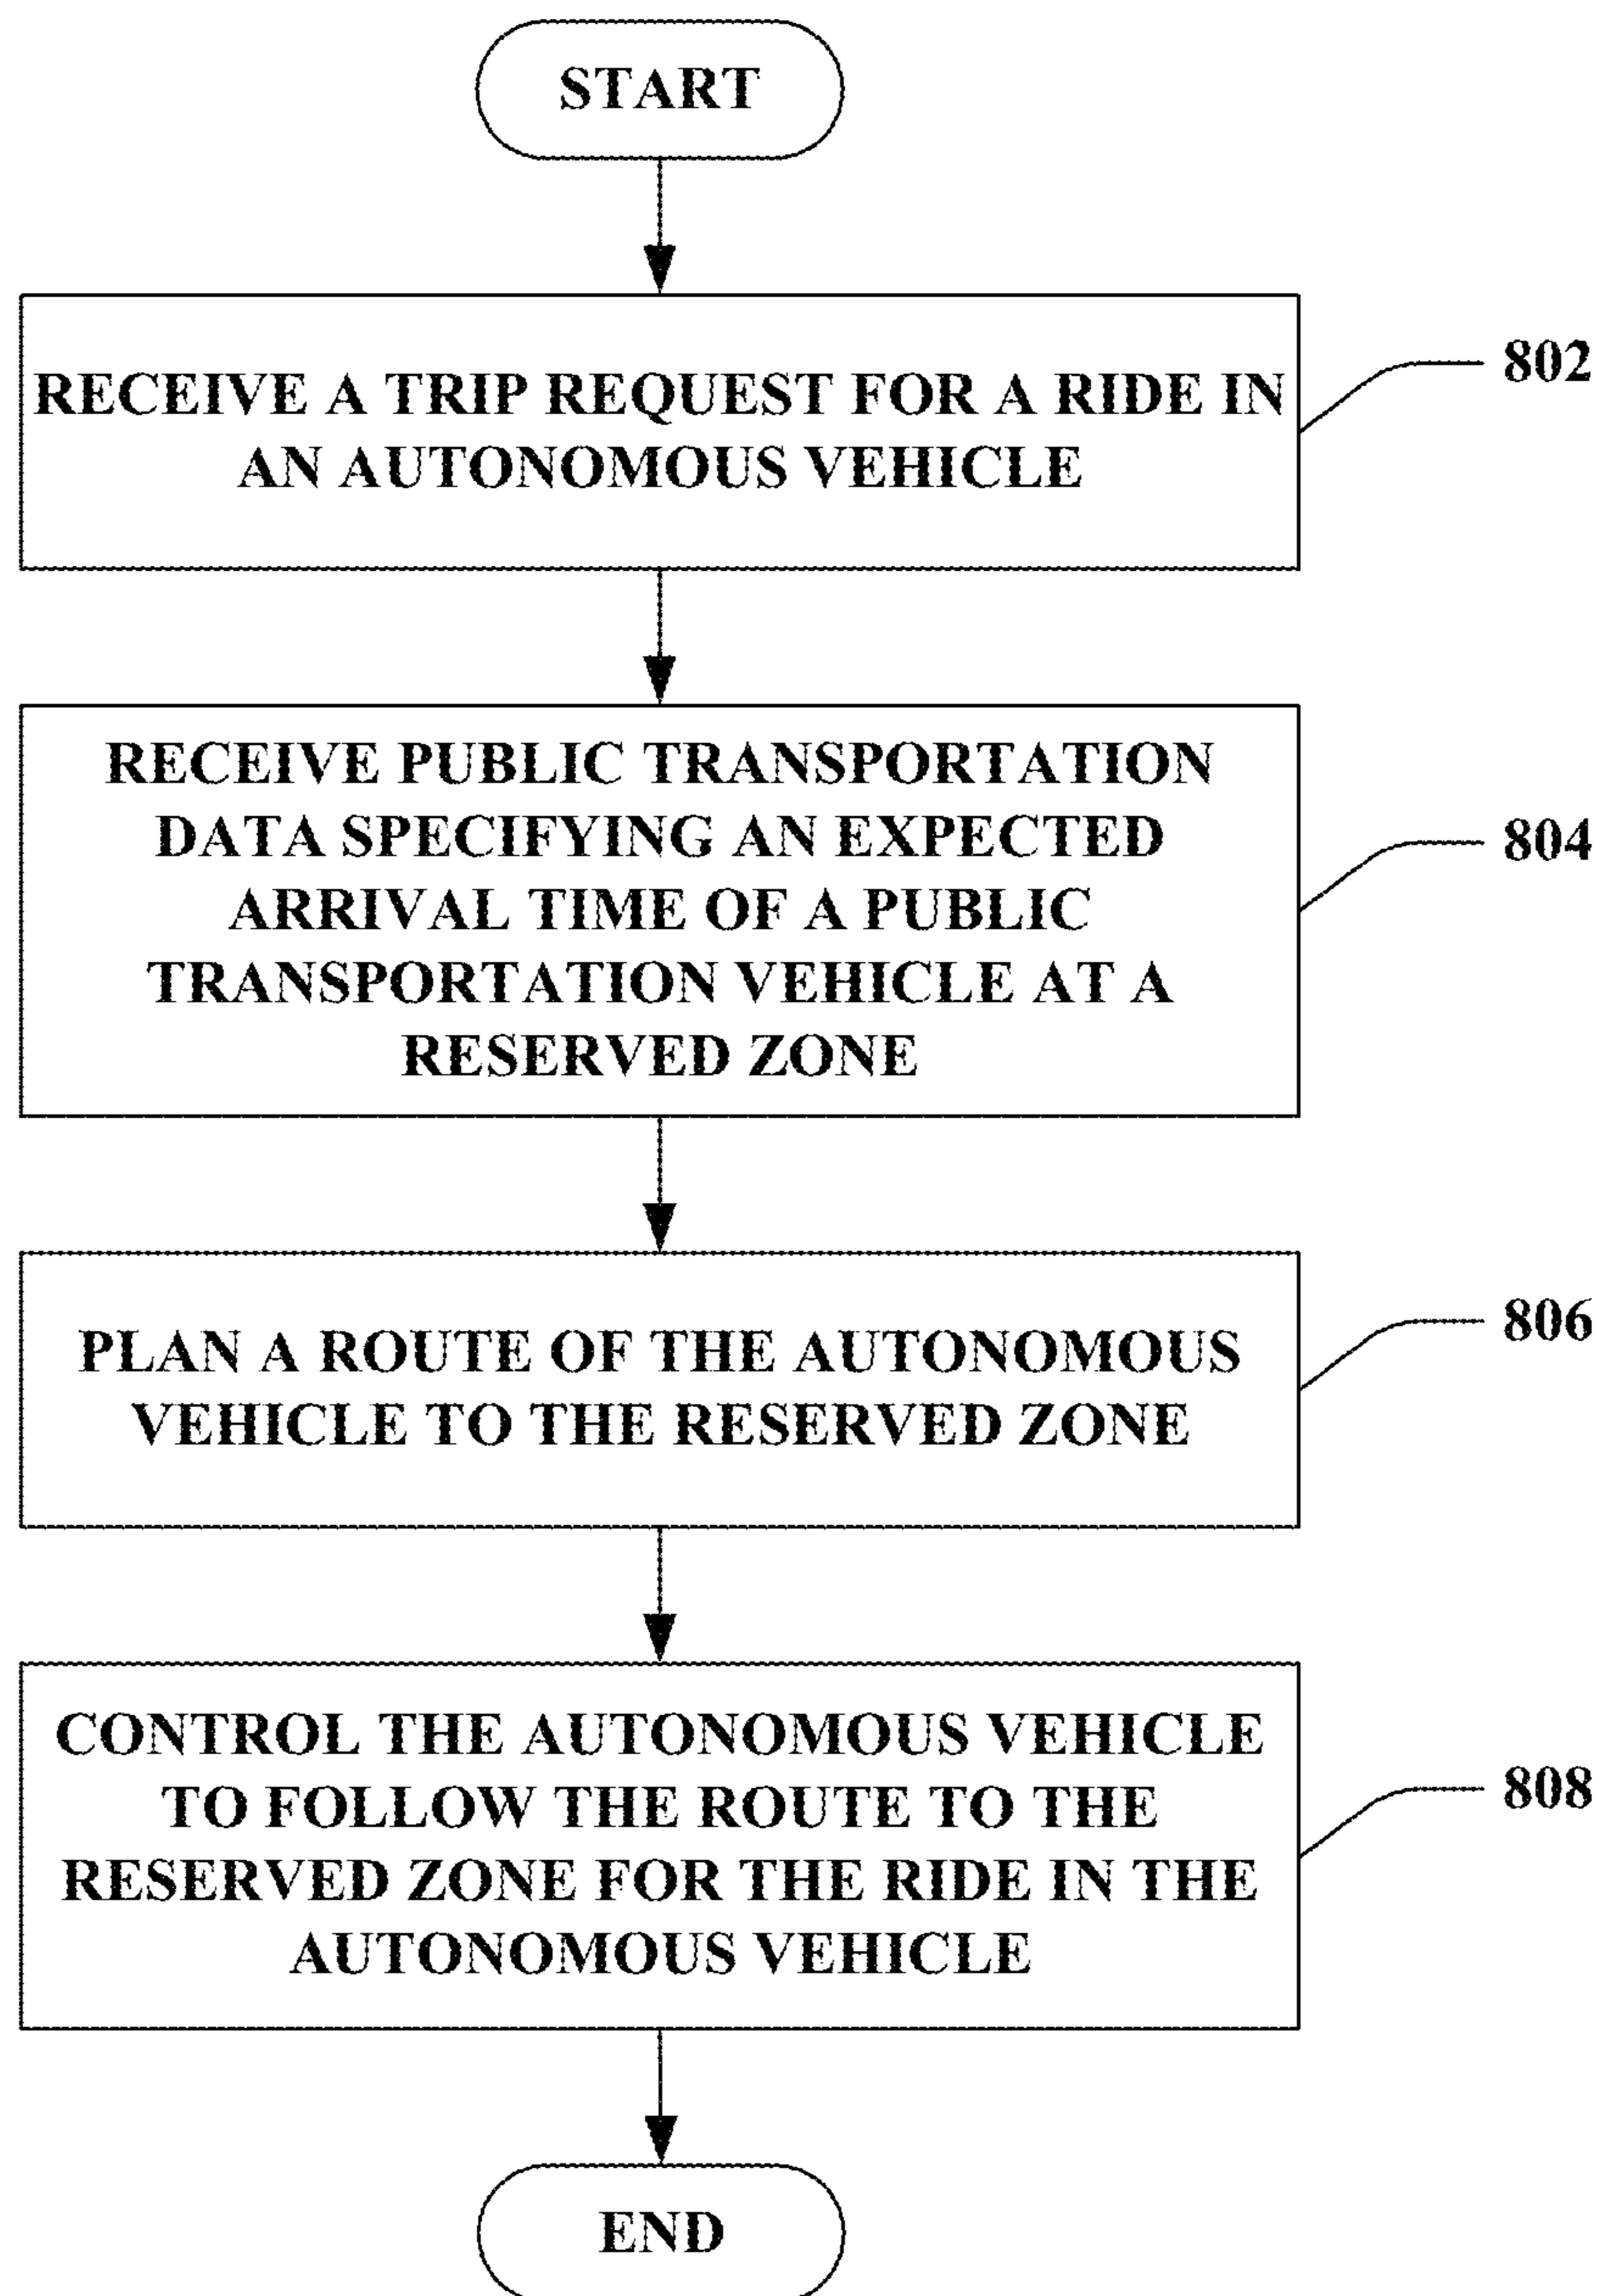 START
RECEIVE A TRIP REQUEST FOR A RIDE IN
AN AUTONOMOUS VEHICLE
802
RECEIVE PUBLIC TRANSPORTATION
DATA SPECIFYING AN EXPECTED
ARRIVAL TIME OF A PUBLIC
TRANSPORTATION VEHICLE AT A
RESERVED ZONE
804
PLAN A ROUTE OF THE AUTONOMOUS
VEHICLE TO THE RESERVED ZONE
806
CONTROL THE AUTONOMOUS VEHICLE
TO FOLLOW THE ROUTE TO THE
RESERVED ZONE FOR THE RIDE IN THE
AUTONOMOUS VEHICLE
808
END